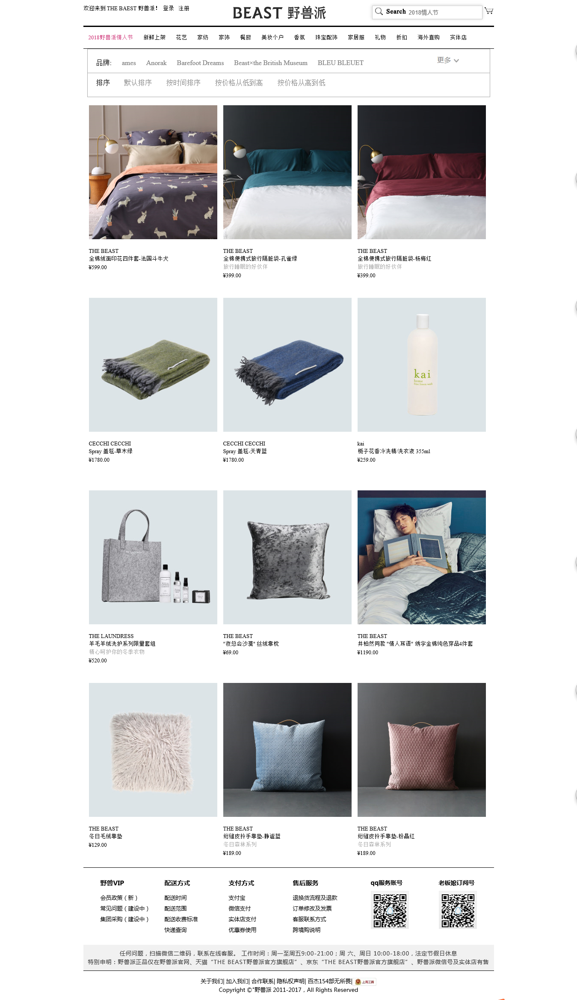 欢迎来到 THE BAEST 野兽派！ 登录 注册
BEAST 野兽派
Search 2018情人节
2018野兽派情人节 新鲜上架 花艺 家纺 家饰 餐厨 美妆个户 香氛 珠宝配饰 家居服 礼物 折扣 海外直购 实体店
品牌: ames Anorak Barefoot Dreams Beast×the British Museum BLEU BLEUET 更多
排序 默认排序 按时间排序 按价格从低到高 按价格从高到低
THE BEAST
全棉绒面印花四件套-法国斗牛犬
¥599.00
THE BEAST
全棉便携式旅行隔脏袋-孔雀绿
旅行睡眠的好伙伴
¥399.00
THE BEAST
全棉便携式旅行隔脏袋-杨梅红
旅行睡眠的好伙伴
¥399.00
kai
home
CECCHI CECCHI
Spray 盖毯-草木绿
¥1780.00
CECCHI CECCHI
Spray 盖毯-天青蓝
¥1780.00
kai
栀子花香冷洗精/洗衣液 355ml
¥259.00
THE LAUNDRESS
THE LAUNDRESS
羊毛羊绒洗护系列限量套组
精心呵护你的冬季衣物
¥520.00
THE BEAST
"夜总会沙漠" 丝绒靠枕
¥69.00
THE BEAST
井柏然同款 "情人耳语" 绣字金棉纯色穿品4件套
¥1190.00
THE BEAST
冬日毛绒靠垫
¥129.00
THE BEAST
绗缝皮拎手靠垫-静谧蓝
冬日森林系列
¥189.00
THE BEAST
绗缝皮拎手靠垫-粉晶红
冬日森林系列
¥189.00
野兽VIP
会员政策（新）
常见问题（建设中）
集团采购（建设中）
配送方式
配送时间
配送范围
配送收费标准
快递查询
支付方式
支付宝
微信支付
实体店支付
优惠券使用
售后服务
退换货流程及退款
订单修改及发票
客服联系方式
跨境购说明
qq服务账号
老板娘订阅号
任何问题，扫描微信二维码，联系在线客服。 工作时间：周一至周五9:00-21:00；周 六、周日 10:00-18:00，法定节假日休息
特别申明：野兽派正品仅在野兽派官网、天猫“THE BEAST野兽派官方旗舰店”、京东“THE BEAST野兽派官方旗舰店”、野兽派微信号及实体店有售
关于我们| 加入我们| 合作联系| 隐私权声明| 百杰154部无所畏| 上海工商
Copyright ©"野兽派 2011-2017，All Rights Reserved